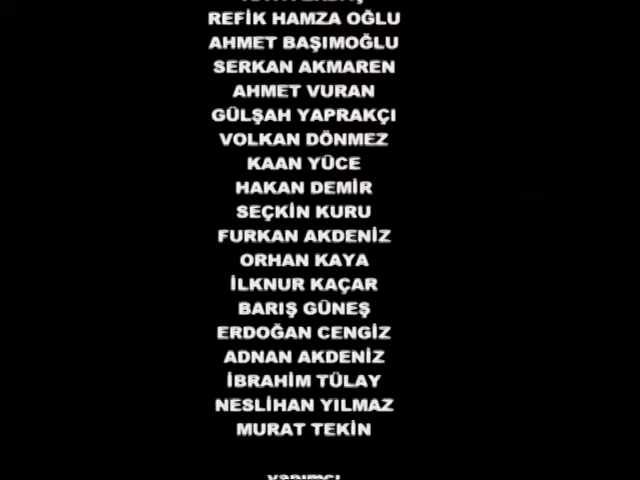 REFİK HAMZA OĞLU
AHMET BAŞIMOĞLU
SERKAN AKMAREN
AHMET VURAN
GÜLŞAH YAPRAKÇI
VOLKAN DÖNMEZ
KAAN YÜCE
HAKAN DEMİR
SEÇKİN KURU
FURKAN AKDENİZ
ORHAN KAYA
İLKNUR KAÇAR
BARIŞ GÜNEŞ
ERDOĞAN CENGİZ
ADNAN AKDENİZ
İBRAHİM TÜLAY
NESLİHAN YILMAZ
MURAT TEKİN
yapımcı